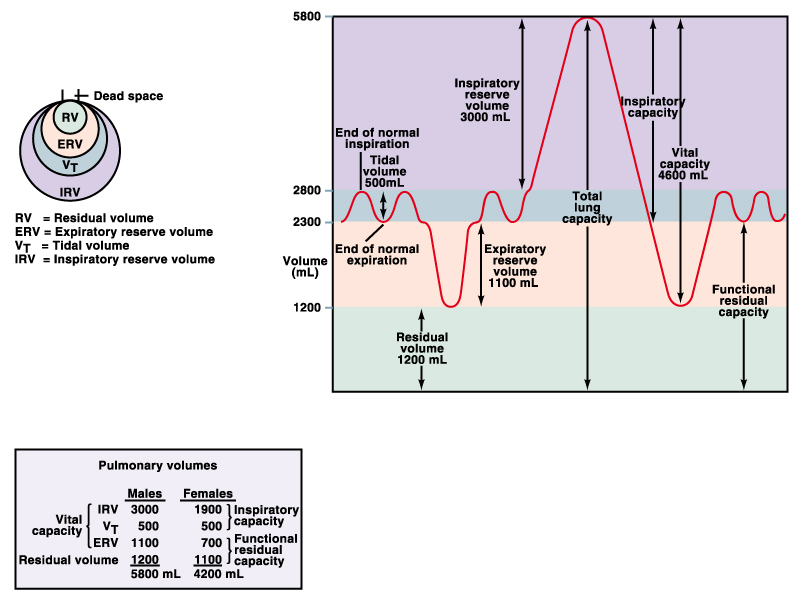 Dead space
RV
ERV
VT
IRV
RV = Residual volume
ERV = Expiratory reserve volume
VT = Tidal volume
IRV = Inspiratory reserve volume
5800
2800
2300
Volume
(mL)
1200
End of normal
inspiration
Tidal
volume
500mL
End of normal
expiration
Inspiratory
reserve
volume
3000 mL
Expiratory
reserve
volume
1100 mL
Residual
volume
1200 mL
Total
lung
capacity
Inspiratory
capacity
Vital
capacity
4600 mL
Functional
residual
capacity
Pulmonary volumes
Males Females
Vital
capacity
IRV 3000 1900
VT 500 500
Inspiratory
capacity
ERV 1100 700
Residual volume 1200 1100
Functional
residual
capacity
5800 mL 4200 mL